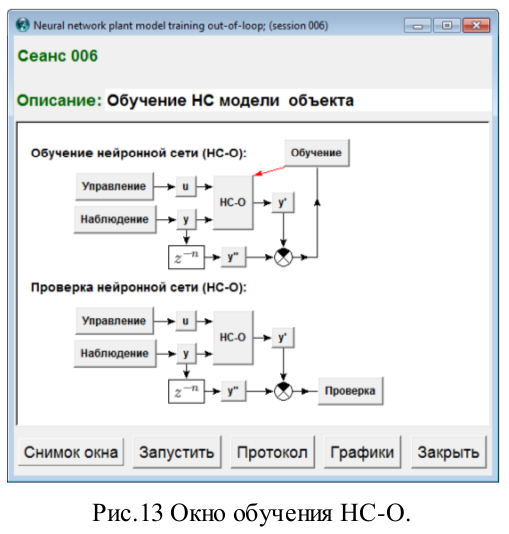 Neural network plant model training out-of-loop; (session 006)
Сеанс 006
Описание: Обучение НС модели объекта
Обучение нейронной сети (НС-О):
Обучение
Управление
u
НС-О
y'
Наблюдение
y
z⁻ⁿ
y''
Проверка нейронной сети (НС-О):
Управление
u
НС-О
y'
Наблюдение
y
z⁻ⁿ
y''
Проверка
Снимок окна Запустить Протокол Графики Закрыть
Рис.13 Окно обучения НС-О.